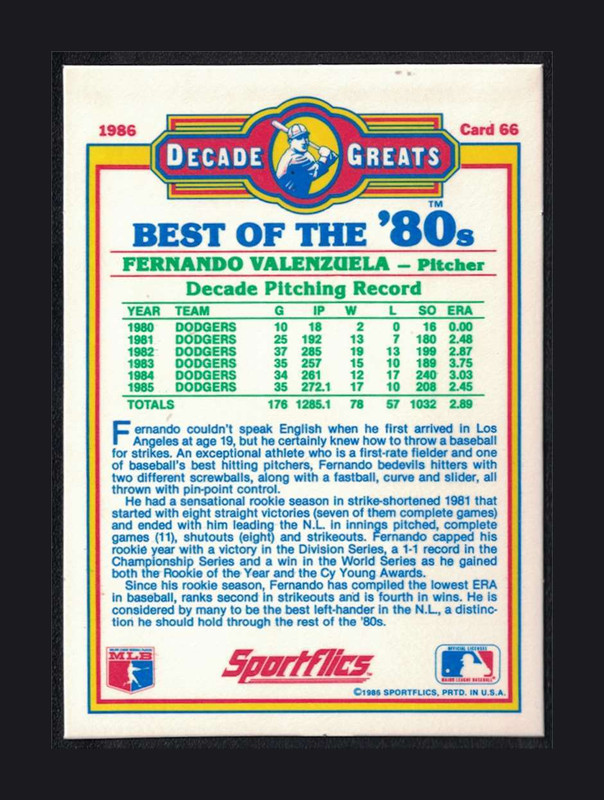 1986
Card 66
DECADE GREATS
TM
BEST OF THE '80s
FERNANDO VALENZUELA – Pitcher
Decade Pitching Record
YEAR TEAM G IP W L SO ERA
1980 DODGERS 10 18 2 0 16 0.00
1981 DODGERS 25 192 13 7 180 2.48
1982 DODGERS 37 285 19 13 199 2.87
1983 DODGERS 35 257 15 10 189 3.75
1984 DODGERS 34 261 12 17 240 3.03
1985 DODGERS 35 272.1 17 10 208 2.45
TOTALS 176 1285.1 78 57 1032 2.89
Fernando couldn't speak English when he first arrived in Los
Angeles at age 19, but he certainly knew how to throw a baseball
for strikes. An exceptional athlete who is a first-rate fielder and one
of baseball's best hitting pitchers, Fernando bedevils hitters with
two different screwballs, along with a fastball, curve and slider, all
thrown with pin-point control.
He had a sensational rookie season in strike-shortened 1981 that
started with eight straight victories (seven of them complete games)
and ended with him leading the N.L. in innings pitched, complete
games (11), shutouts (eight) and strikeouts. Fernando capped his
rookie year with a victory in the Division Series, a 1-1 record in the
Championship Series and a win in the World Series as he gained
both the Rookie of the Year and the Cy Young Awards.
Since his rookie season, Fernando has compiled the lowest ERA
in baseball, ranks second in strikeouts and is fourth in wins. He is
considered by many to be the best left-hander in the N.L., a distinc-
tion he should hold through the rest of the '80s.
MAJOR LEAGUE BASEBALL PLAYERS
MLB
Sportflics TM
OFFICIAL LICENSEE
MAJOR LEAGUE BASEBALL
©1986 SPORTFLICS, PRTD. IN U.S.A.